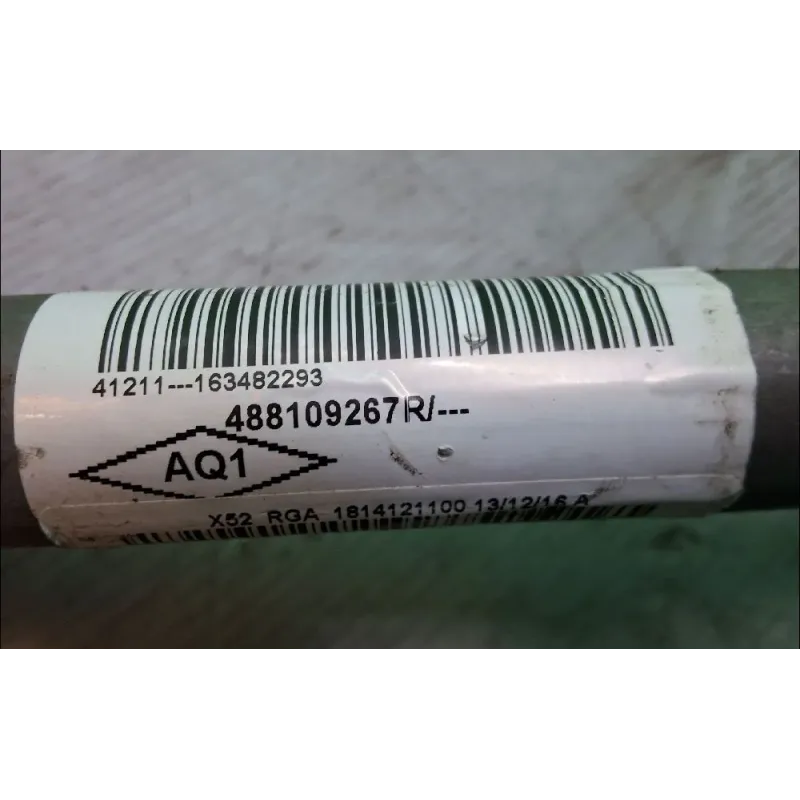 41211---163482293
488109267R/---
AQ1
X52 RGA 1814121100 13/12/16 A